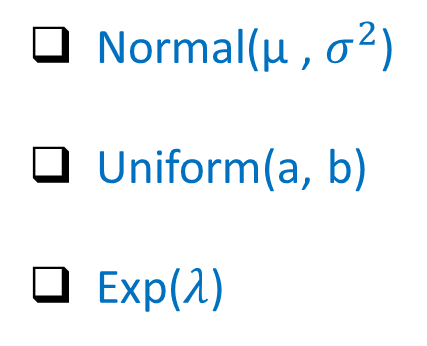 Normal(μ , σ²)
Uniform(a, b)
Exp(λ)